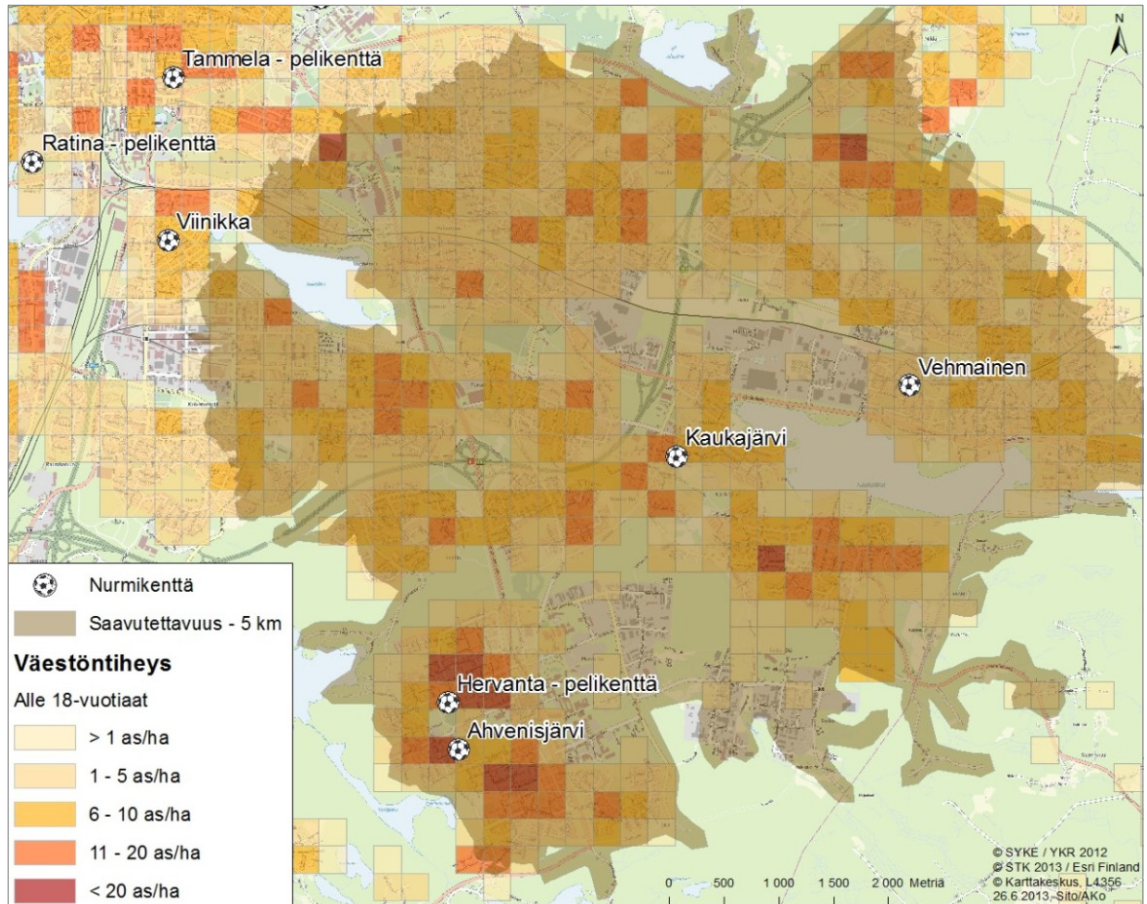 N
Tammela - pelikenttä
Ratina - pelikenttä
Viinikka
Vehmainen
Kaukajärvi
Hervanta - pelikenttä
Ahvenisjärvi
Nurmikenttä
Saavutettavuus - 5 km
Väestöntiheys
Alle 18-vuotiaat
> 1 as/ha
1 - 5 as/ha
6 - 10 as/ha
11 - 20 as/ha
< 20 as/ha
0 500 1 000 1 500 2 000 Metriä
© SYKE / YKR 2012
© STK 2013 / Esri Finland
© Karttakeskus, L4356
26.6.2013, Sito/AKo